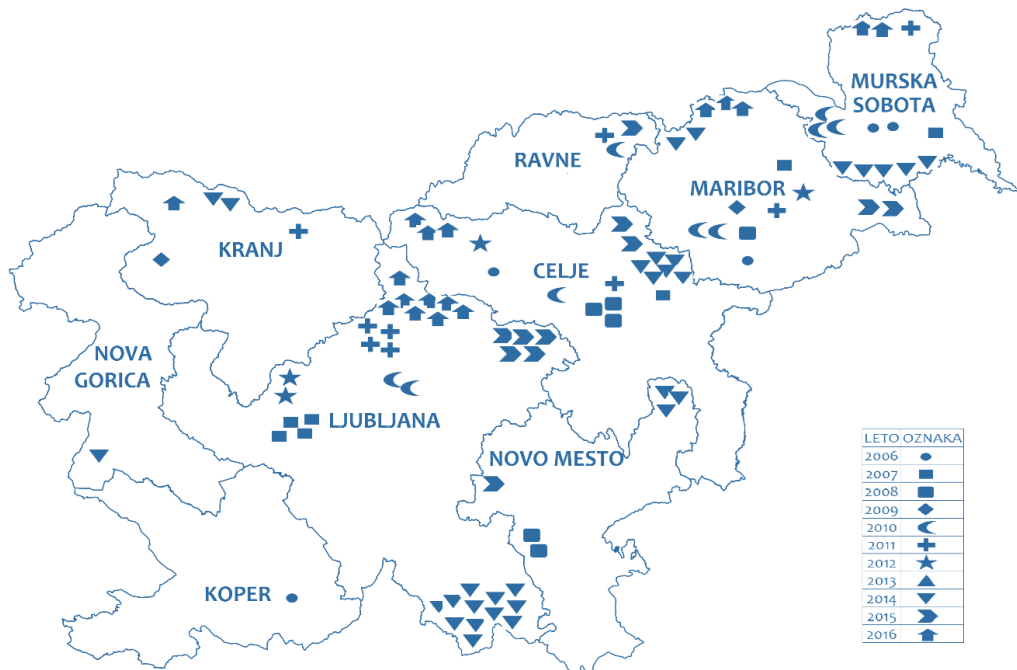 MURSKA
SOBOTA
RAVNE
MARIBOR
KRANJ
CELJE
NOVA
GORICA
LJUBLJANA
NOVO MESTO
KOPER
LETO OZNAKA
2006
2007
2008
2009
2010
2011
2012
2013
2014
2015
2016